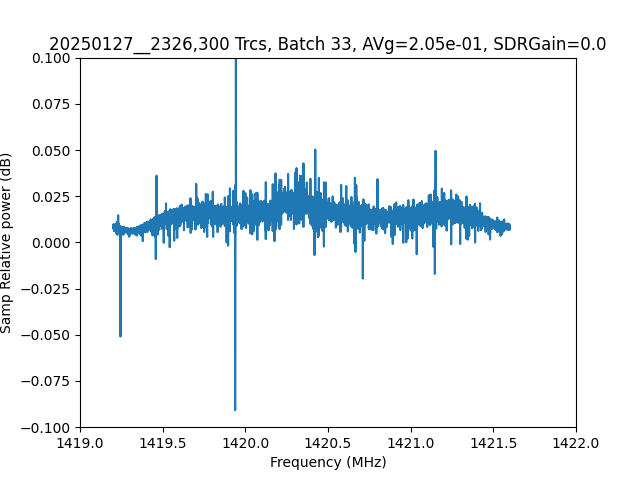 20250127__2326,300 Trcs, Batch 33, AVg=2.05e-01, SDRGain=0.0
0.100
0.075
0.050
0.025
0.000
−0.025
−0.050
−0.075
−0.100
Samp Relative power (dB)
1419.0 1419.5 1420.0 1420.5 1421.0 1421.5 1422.0
Frequency (MHz)